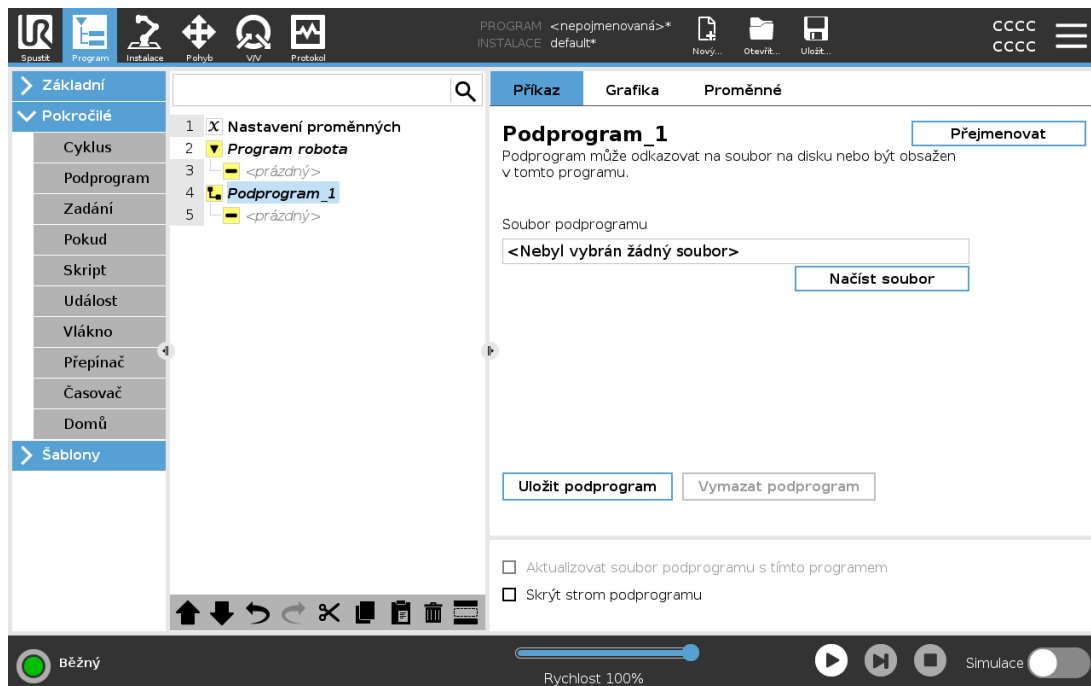 PROGRAM <nepojmenovaná>*
INSTALACE default*
Spustit
Program
Instalace
Pohyb
V/V
Protokol
Nový...
Otevřít...
Uložit...
CCCC
CCCC
Základní
Pokročilé
Cyklus
Podprogram
Zadání
Pokud
Skript
Událost
Vlákno
Přepínač
Časovač
Domů
Šablony
1 X Nastavení proměnných
2 Program robota
3 <prázdný>
4 Podprogram_1
5 <prázdný>
Příkaz
Grafika
Proměnné
Podprogram_1
Přejmenovat
Podprogram může odkazovat na soubor na disku nebo být obsažen
v tomto programu.
Soubor podprogramu
<Nebyl vybrán žádný soubor>
Načíst soubor
Uložit podprogram
Vymazat podprogram
Aktualizovat soubor podprogramu s tímto programem
Skrýt strom podprogramu
Běžný
Rychlost 100%
Simulace